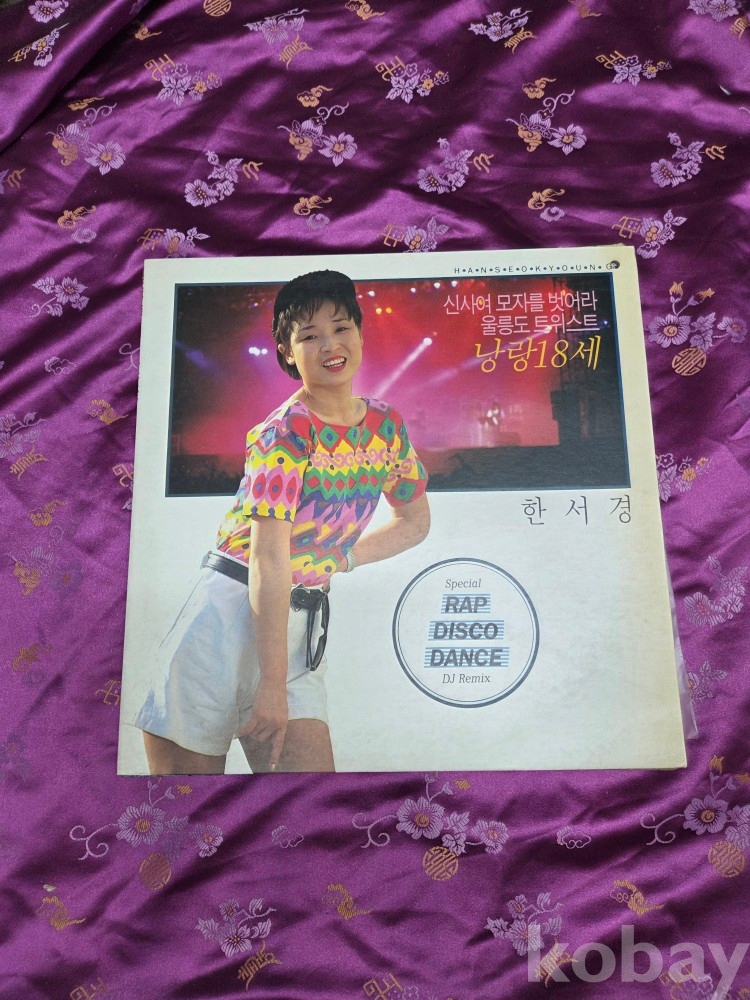 H•A•N•S•E•O•K•Y•O•U•N•G
신사여 모자를 벗어라
울릉도 트위스트
낭랑18세
한 서 경
Special
RAP
DISCO
DANCE
DJ Remix
kobay